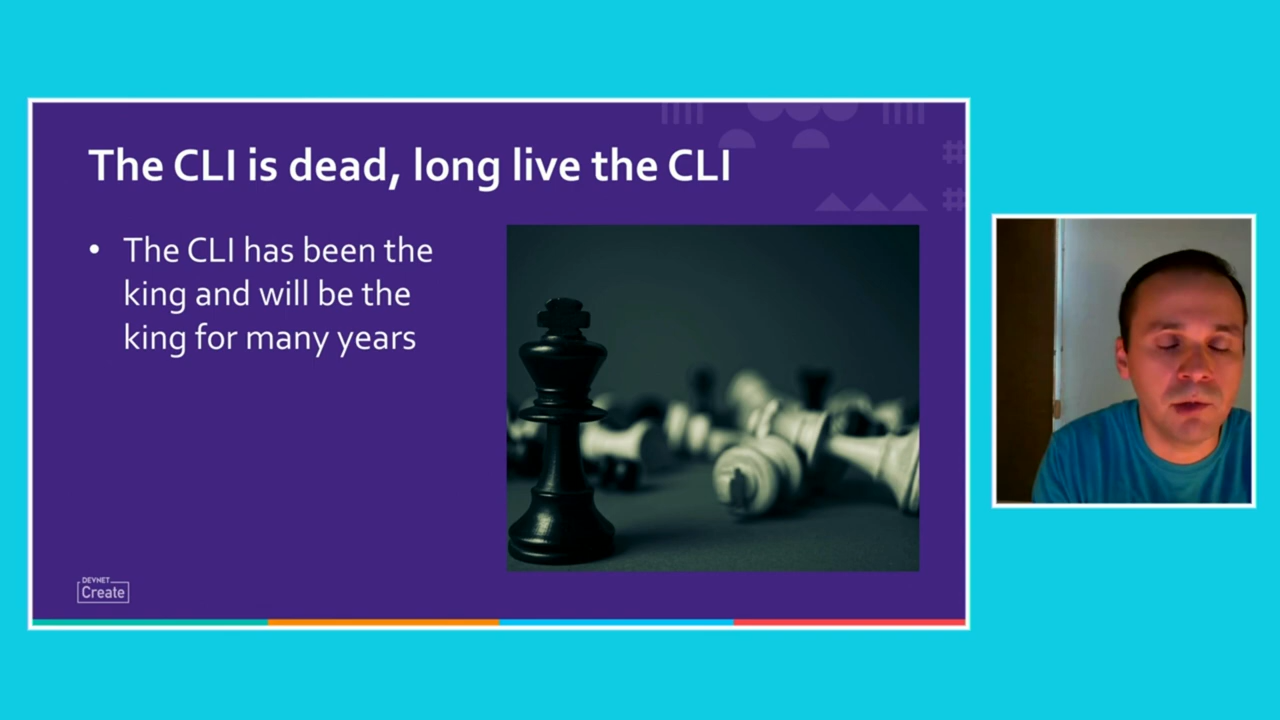 The CLI is dead, long live the CLI
• The CLI has been the
king and will be the
king for many years
DEVNET
Create